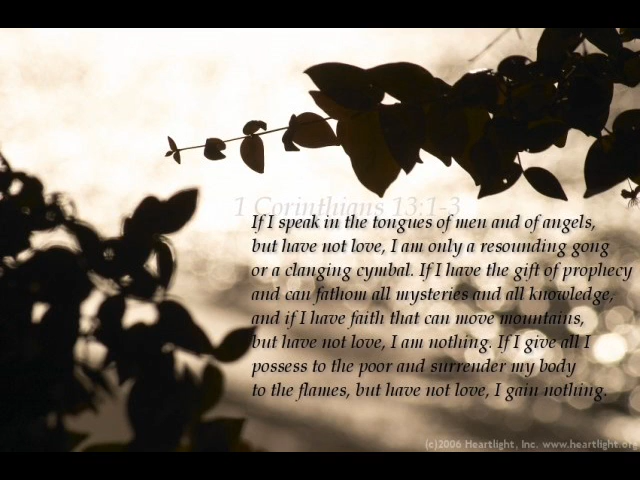 1 Corinthians 13:1-3
If I speak in the tongues of men and of angels,
but have not love, I am only a resounding gong
or a clanging cymbal. If I have the gift of prophecy
and can fathom all mysteries and all knowledge,
and if I have faith that can move mountains,
but have not love, I am nothing. If I give all I
possess to the poor and surrender my body
to the flames, but have not love, I gain nothing.
(c)2006 Heartlight, Inc. www.heartlight.org